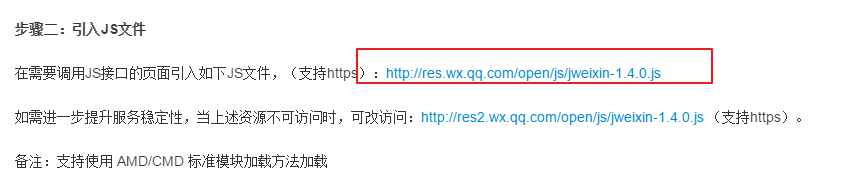 步骤二：引入JS文件
在需要调用JS接口的页面引入如下JS文件，（支持https）：http://res.wx.qq.com/open/js/jweixin-1.4.0.js
如需进一步提升服务稳定性，当上述资源不可访问时，可改访问：http://res2.wx.qq.com/open/js/jweixin-1.4.0.js （支持https）。
备注：支持使用 AMD/CMD 标准模块加载方法加载